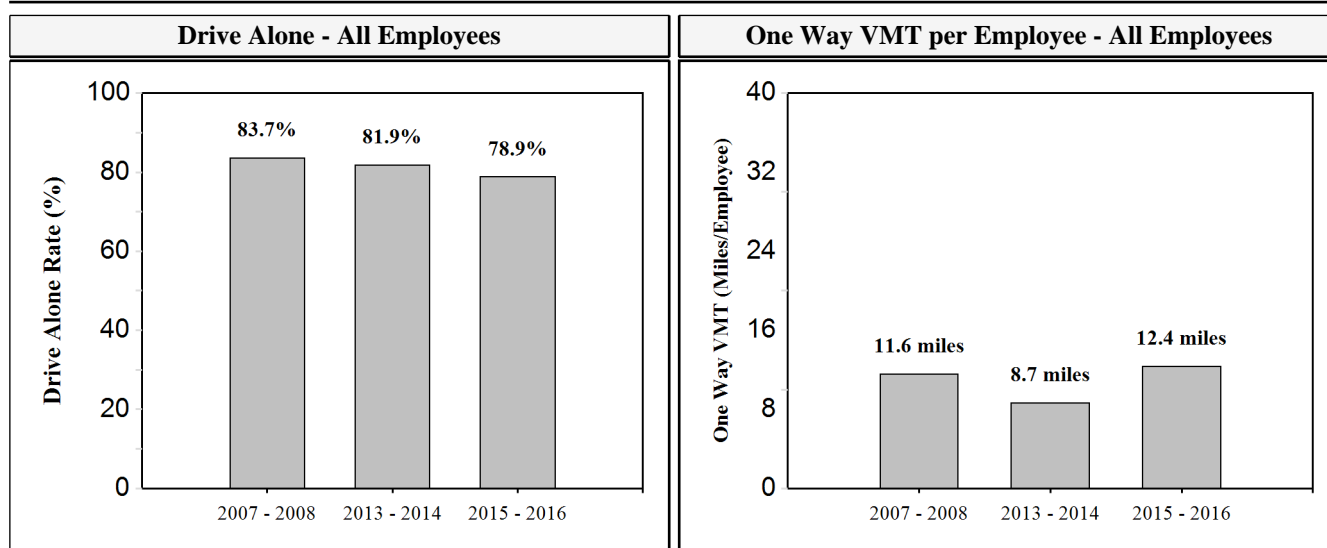 Drive Alone - All Employees
Drive Alone Rate (%)
100
80
60
40
20
0
83.7%
81.9%
78.9%
2007 - 2008
2013 - 2014
2015 - 2016
One Way VMT per Employee - All Employees
One Way VMT (Miles/Employee)
40
32
24
16
8
0
11.6 miles
8.7 miles
12.4 miles
2007 - 2008
2013 - 2014
2015 - 2016